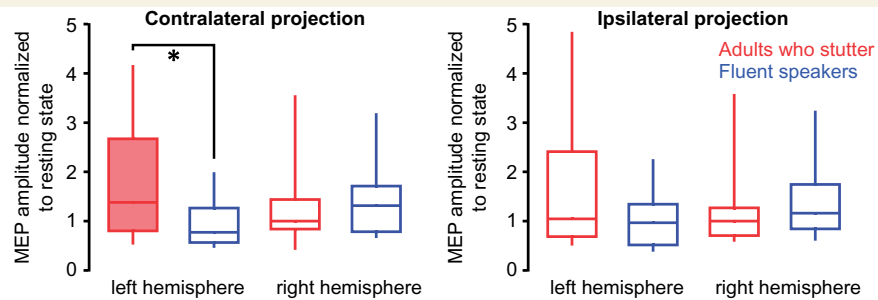 Contralateral projection
MEP amplitude normalized
to resting state
5
4
3
2
1
0
*
left hemisphere
right hemisphere
Ipsilateral projection
MEP amplitude normalized
to resting state
5
4
3
2
1
0
Adults who stutter
Fluent speakers
left hemisphere
right hemisphere